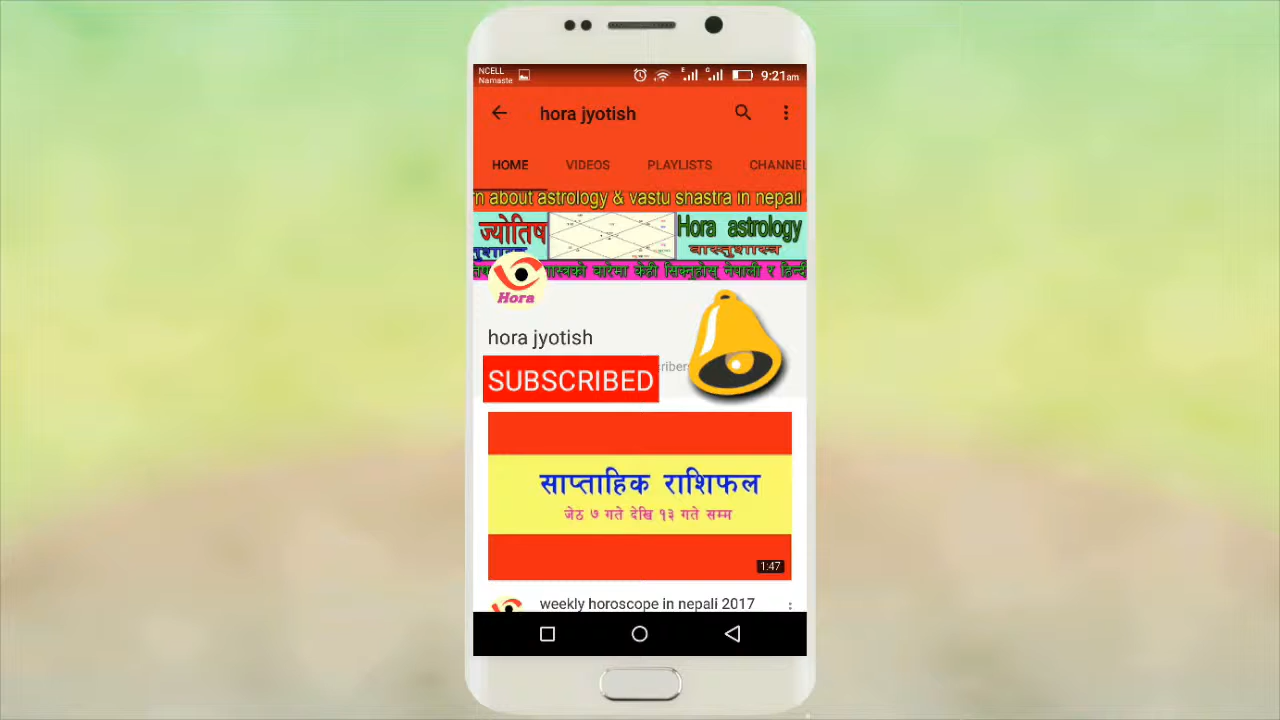 NCELL
Namaste
9:21am
hora jyotish
HOME VIDEOS PLAYLISTS CHANNEL
about astrology & vastu shastra in nepali
ज्योतिष
Hora astrology
वास्तुशास्त्र
बारेमा केही सिक्नुहोस् नेपाली र हिन्दी
Hora
hora jyotish
SUBSCRIBED
साप्ताहिक राशिफल
जेठ ७ गते देखि १३ गते सम्म
1:47
weekly horoscope in nepali 2017